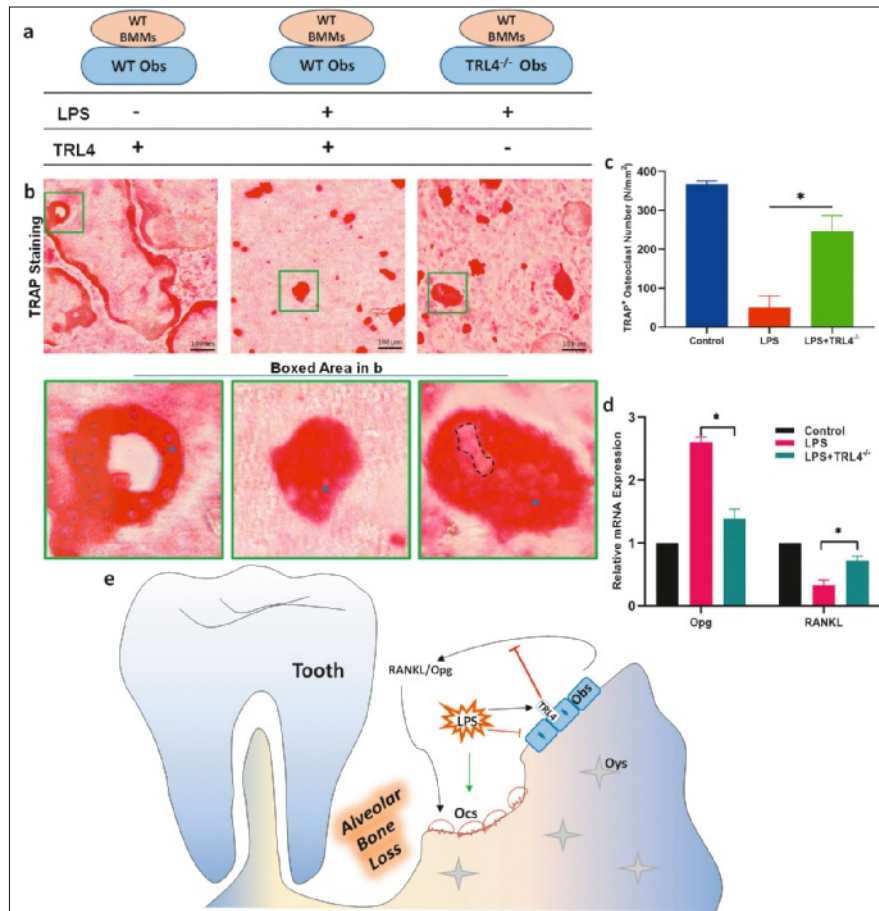 a
WT
BMMs
WT Obs
WT
BMMs
WT Obs
WT
BMMs
TRL4-/- Obs
LPS - + +
TRL4 + + -
b
TRAP Staining
100 μm
100 μm
100 μm
Boxed Area in b
c
TRAP+ Osteoclast Number (N/mm2)
400
300
200
100
0
*
Control LPS LPS+TRL4-/-
d
Relative mRNA Expression
3
2
1
0
*
*
Control
LPS
LPS+TRL4-/-
Opg RANKL
e
Tooth
RANKL/Opg
LPS
TRL4
Obs
Oys
Ocs
Alveolar
Bone
Loss